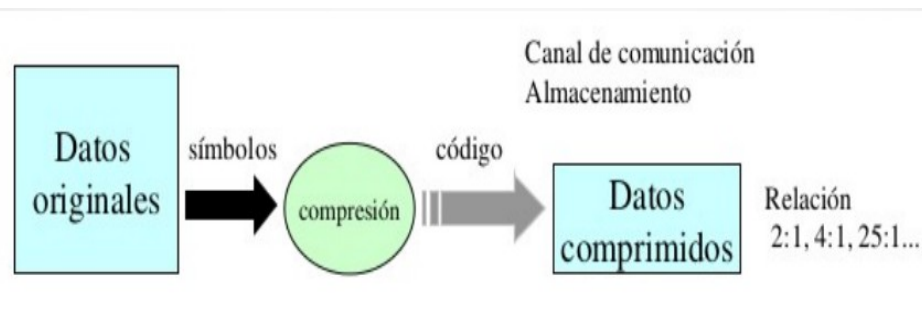 Canal de comunicación
Almacenamiento
Datos
originales
símbolos
compresión
código
Datos
comprimidos
Relación
2:1, 4:1, 25:1...